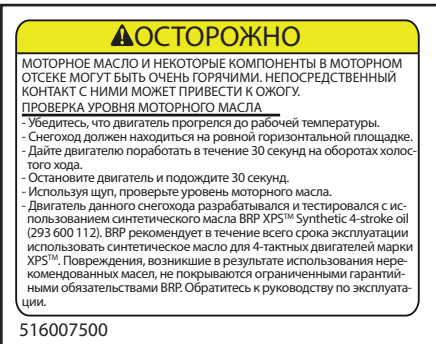 ОСТОРОЖНО
МОТОРНОЕ МАСЛО И НЕКОТОРЫЕ КОМПОНЕНТЫ В МОТОРНОМ
ОТСЕКЕ МОГУТ БЫТЬ ОЧЕНЬ ГОРЯЧИМИ. НЕПОСРЕДСТВЕННЫЙ
КОНТАКТ С НИМИ МОЖЕТ ПРИВЕСТИ К ОЖОГУ.
ПРОВЕРКА УРОВНЯ МОТОРНОГО МАСЛА
- Убедитесь, что двигатель прогрелся до рабочей температуры.
- Снегоход должен находиться на ровной горизонтальной площадке.
- Дайте двигателю поработать в течение 30 секунд на оборотах холос-
того хода.
- Остановите двигатель и подождите 30 секунд.
- Используя щуп, проверьте уровень моторного масла.
- Двигатель данного снегохода разрабатывался и тестировался с ис-
пользованием синтетического масла BRP XPS™ Synthetic 4-stroke oil
(293 600 112). BRP рекомендует в течение всего срока эксплуатации
использовать синтетическое масло для 4-тактных двигателей марки
XPS™. Повреждения, возникшие в результате использования нере-
комендованных масел, не покрываются ограниченными гарантий-
ными обязательствами BRP. Обратитесь к руководству по эксплуата-
ции.
516007500